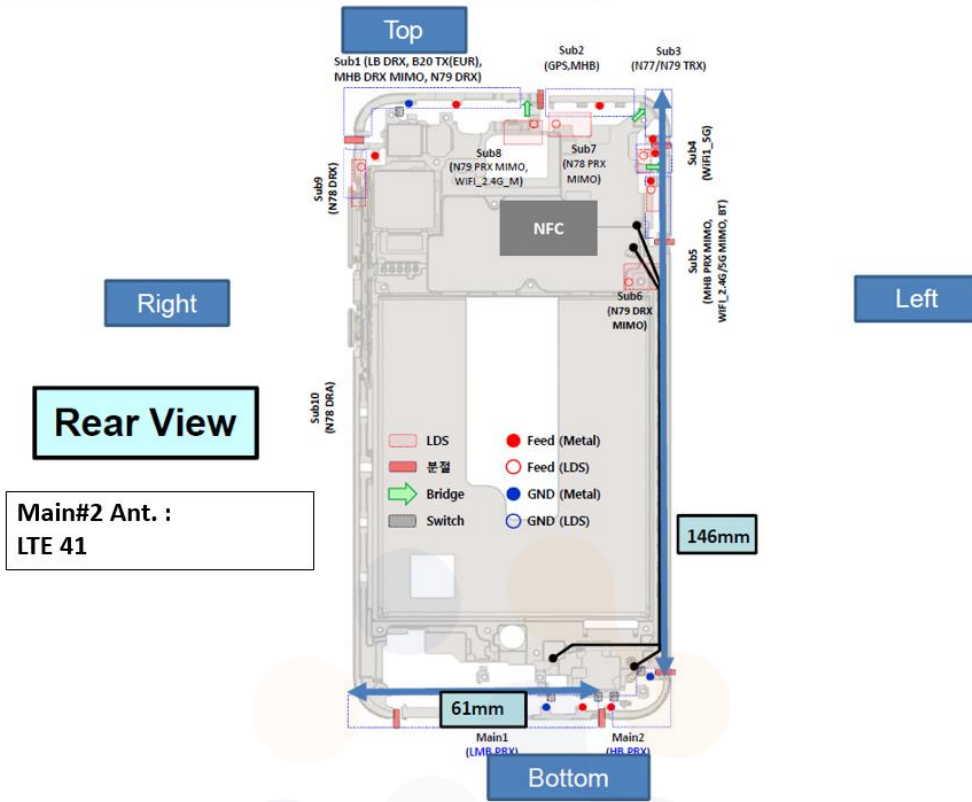 Top
Sub1 (LB DRX, B20 TX(EUR),
MHB DRX MIMO, N79 DRX)
Sub2
(GPS,MHB)
Sub3
(N77/N79 TRX)
Sub4
(WiFi1_5G)
Sub8
(N79 PRX MIMO,
WIFI_2.4G_M)
Sub7
(N78 PRX
MIMO)
Sub9
(N78 DRX)
NFC
Sub5
(MHB PRX MIMO,
WIFI_2.4G/5G MIMO, BT)
Right
Left
Sub6
(N79 DRX
MIMO)
Rear View
Sub10
(N78 DRA)
LDS
분절
Bridge
Switch
Feed (Metal)
Feed (LDS)
GND (Metal)
GND (LDS)
Main#2 Ant. :
LTE 41
146mm
61mm
Main1
(LMB PRX)
Main2
(HB PRX)
Bottom